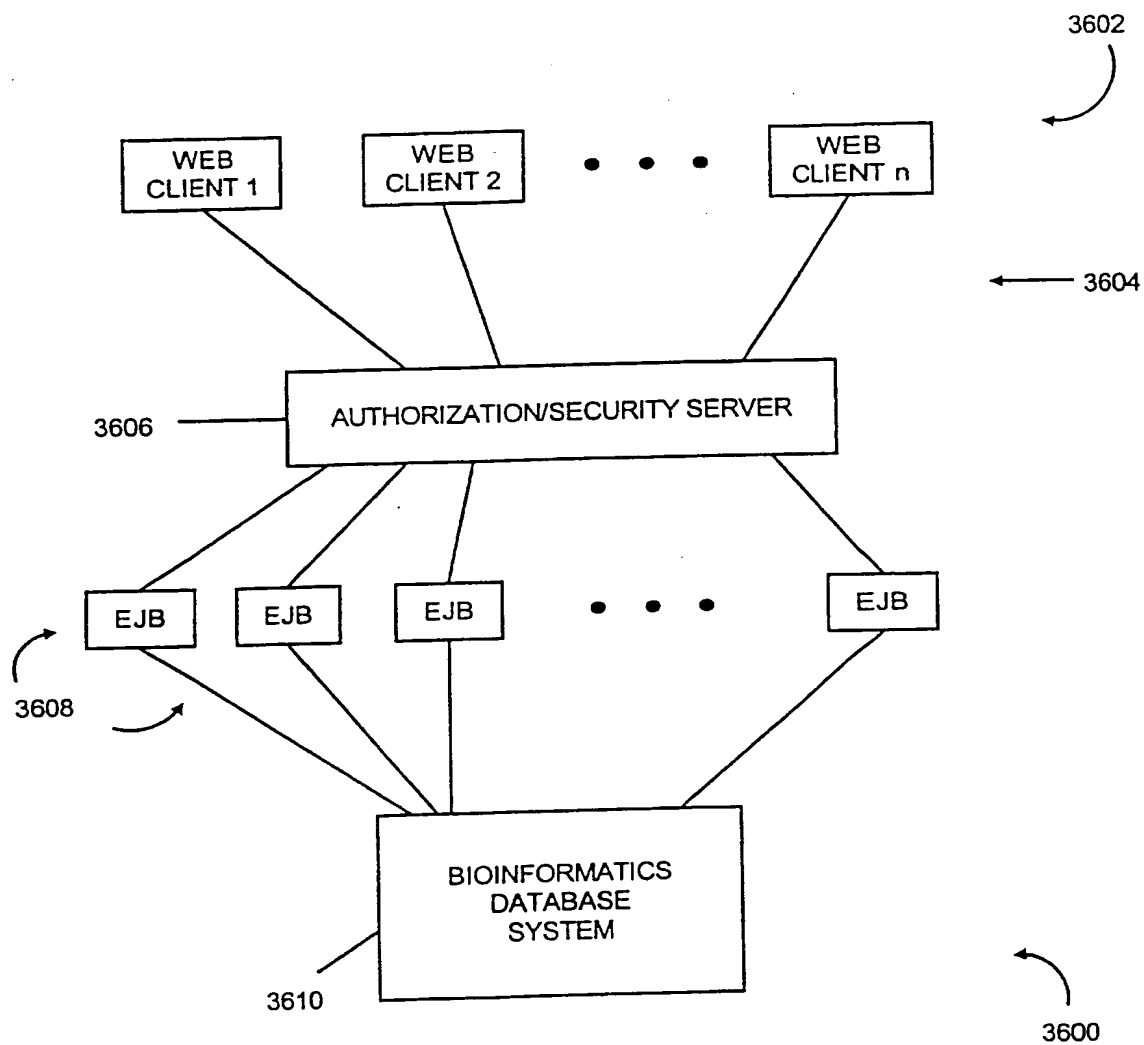 3602
WEB
CLIENT 1
WEB
CLIENT 2
WEB
CLIENT n
3604
3606
AUTHORIZATION/SECURITY SERVER
EJB
EJB
EJB
EJB
3608
BIOINFORMATICS
DATABASE
SYSTEM
3610
3600